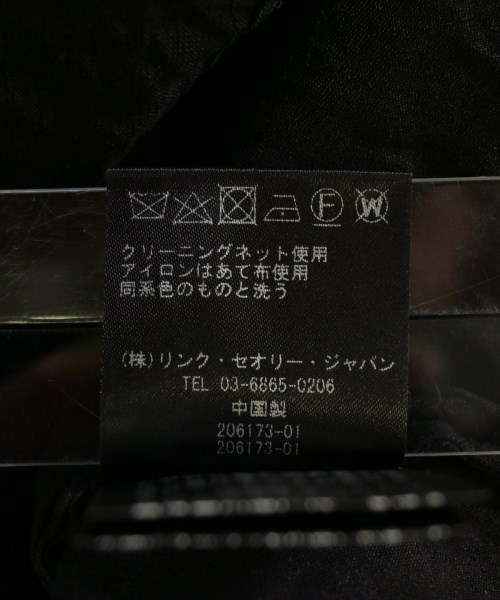 F W
クリーニングネット使用
アイロンはあて布使用
同系色のものと洗う
(株)リンク・セオリー・ジャパン
TEL 03-6865-0206
中国製
206173-01
206173-01